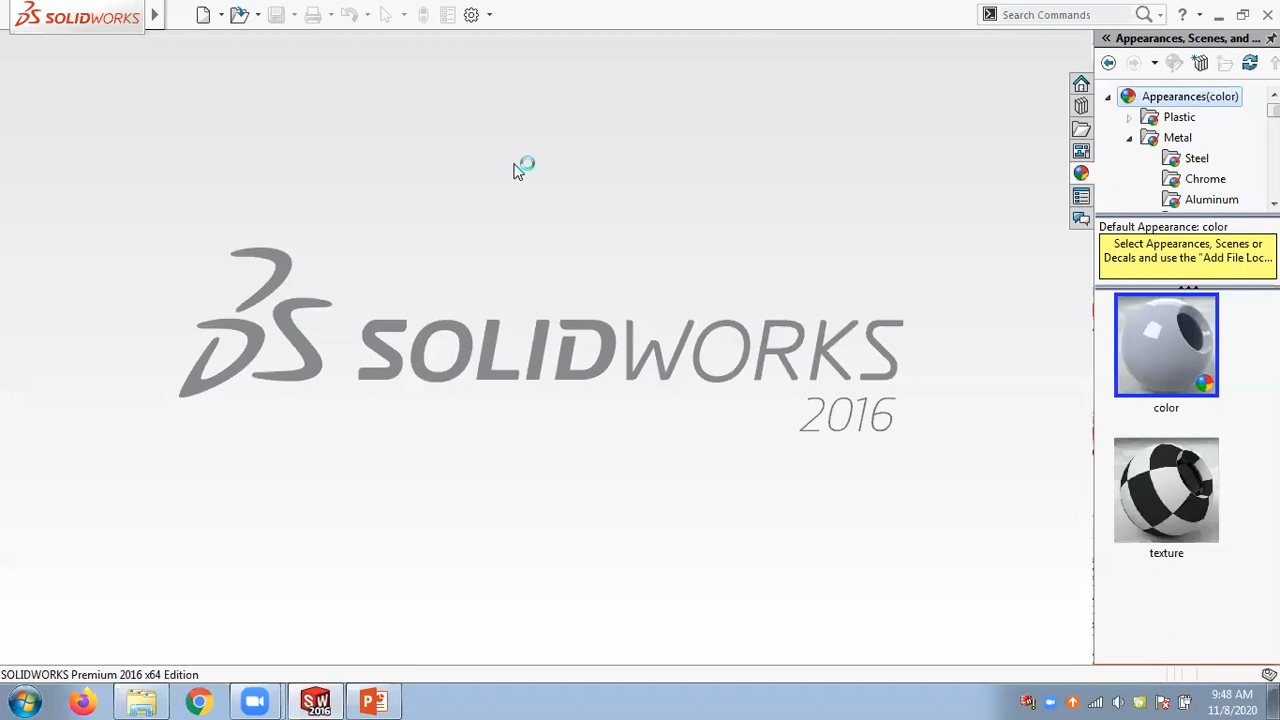 SOLIDWORKS
Search Commands
Appearances, Scenes, and ...
Appearances(color)
Plastic
Metal
Steel
Chrome
Aluminum
Default Appearance: color
Select Appearances, Scenes or
Decals and use the "Add File Loc...
color
texture
SOLIDWORKS
2016
SOLIDWORKS Premium 2016 x64 Edition
SW
2016
9:48 AM
11/8/2020